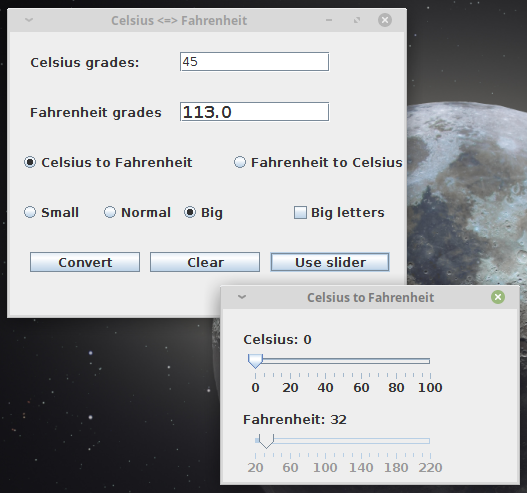 Celsius <=> Fahrenheit
Celsius grades: 45
Fahrenheit grades 113.0
Celsius to Fahrenheit Fahrenheit to Celsius
Small Normal Big Big letters
Convert Clear Use slider
Celsius to Fahrenheit
Celsius: 0
0 20 40 60 80 100
Fahrenheit: 32
20 60 100 140 180 220